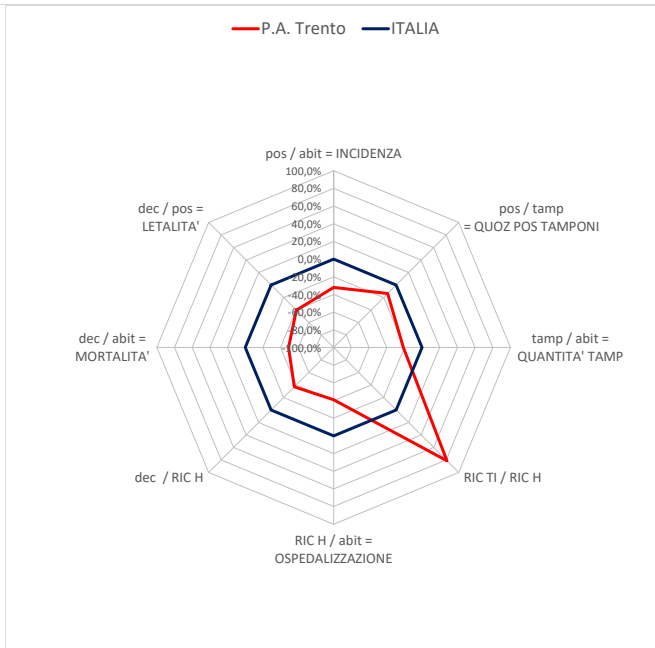 P.A. Trento ITALIA
pos / abit = INCIDENZA
100,0%
80,0%
60,0%
40,0%
20,0%
0,0%
-20,0%
-40,0%
-60,0%
-80,0%
-100,0%
pos / tamp
= QUOZ POS TAMPONI
tamp / abit =
QUANTITA' TAMP
RIC TI / RIC H
RIC H / abit =
OSPEDALIZZAZIONE
dec / RIC H
dec / abit =
MORTALITA'
dec / pos =
LETALITA'